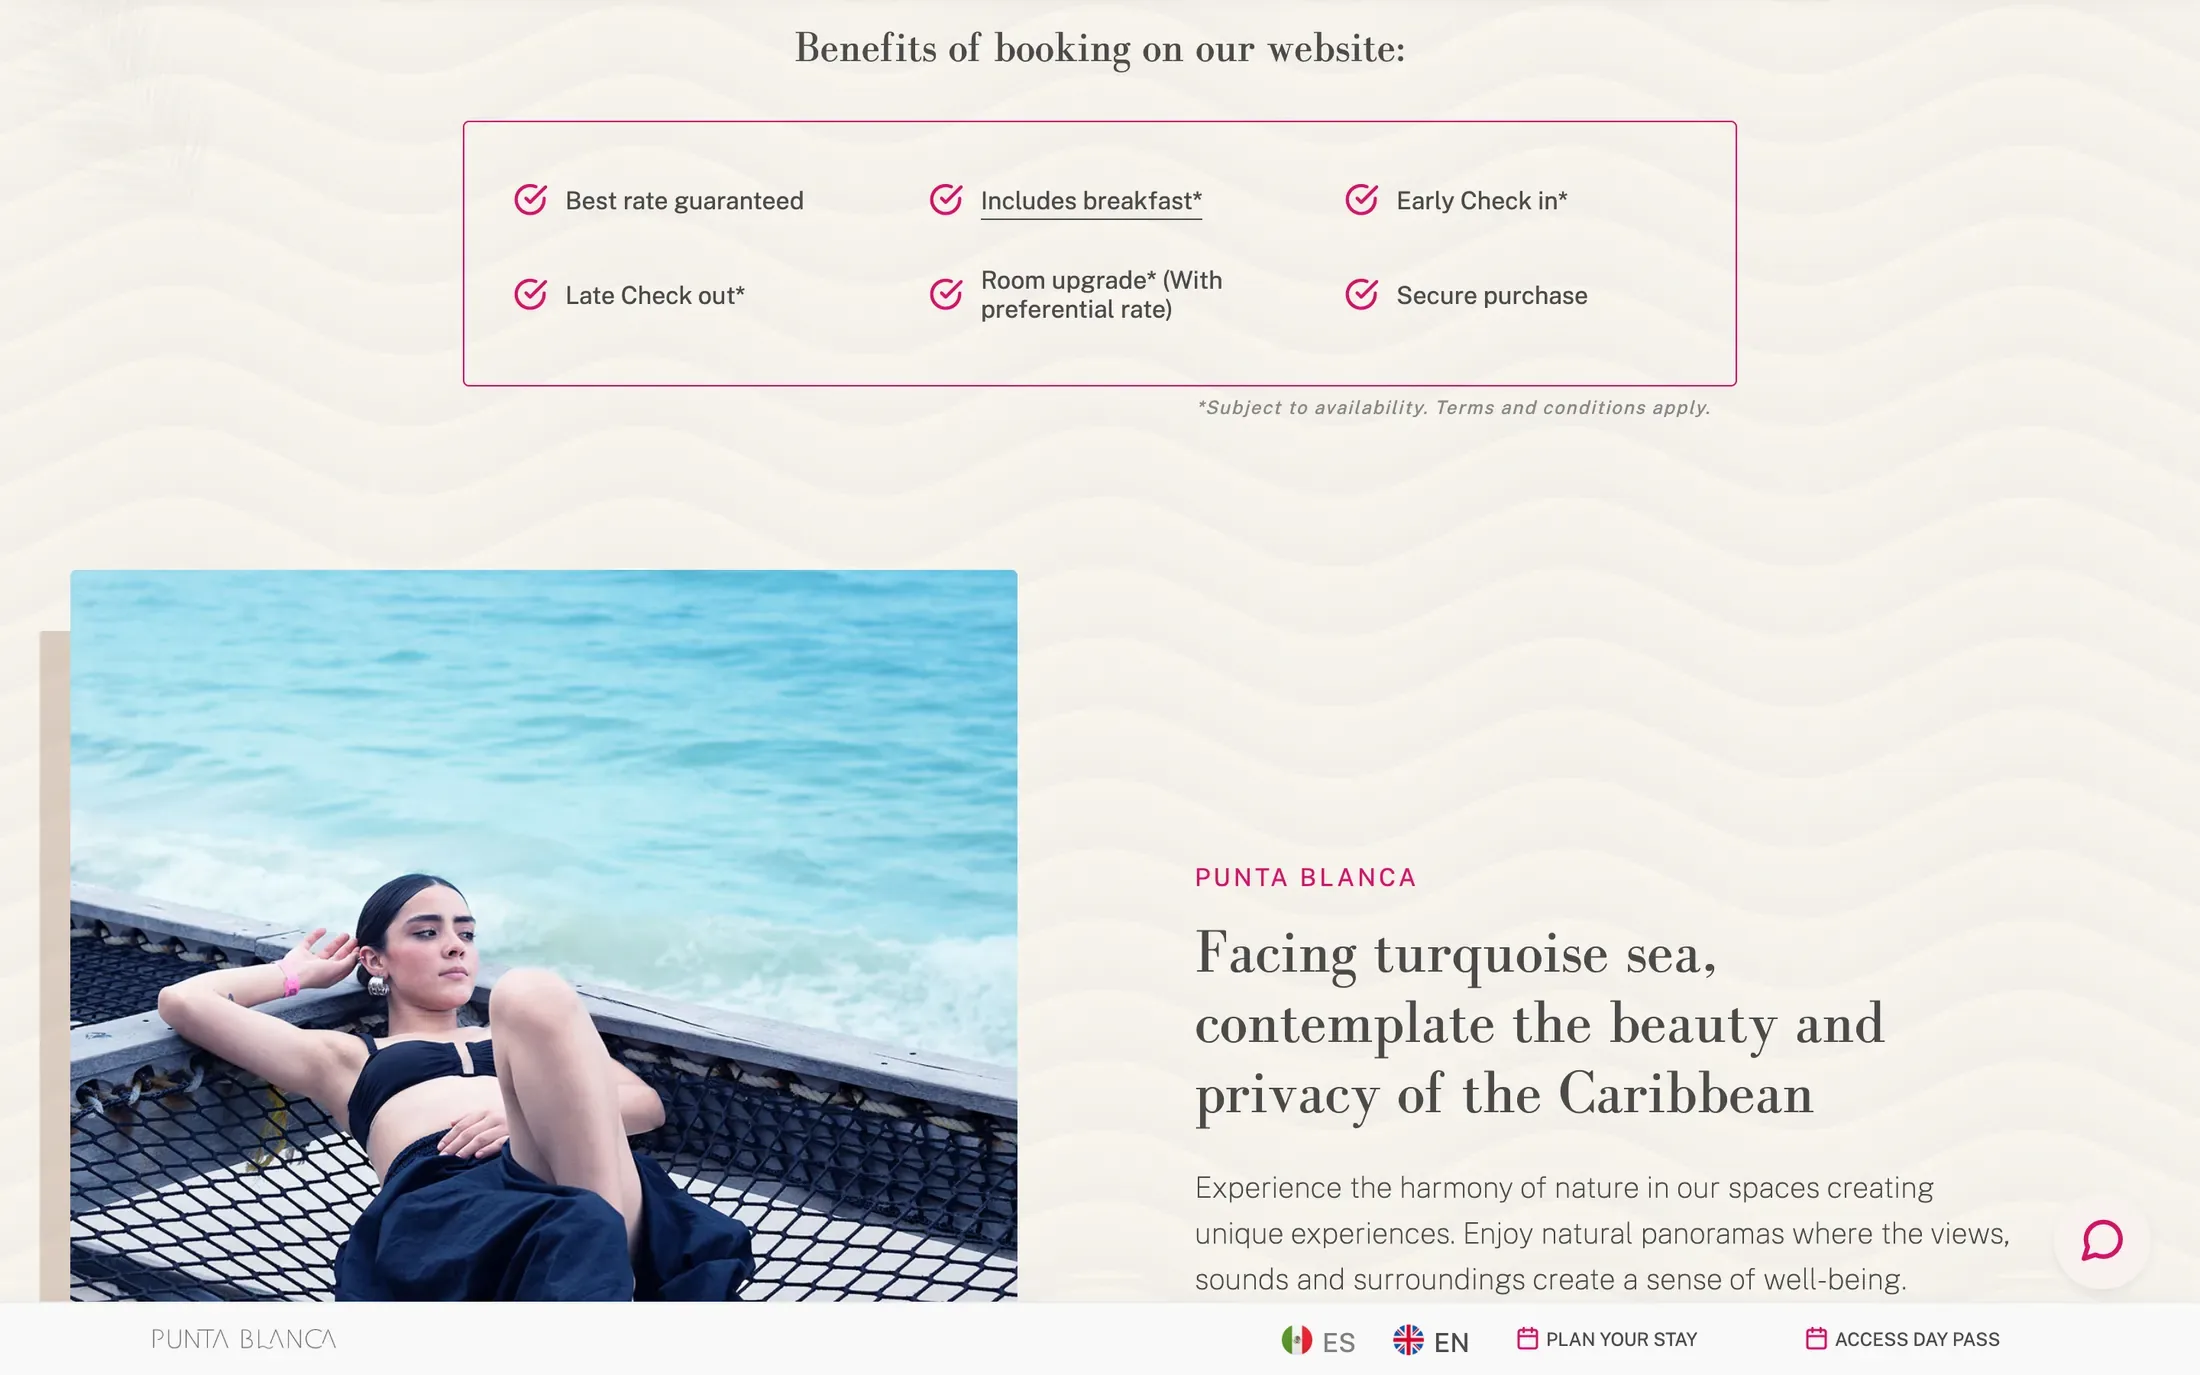 Benefits of booking on our website:
Best rate guaranteed
Includes breakfast*
Early Check in*
Late Check out*
Room upgrade* (With
preferential rate)
Secure purchase
*Subject to availability. Terms and conditions apply.
PUNTA BLANCA
Facing turquoise sea,
contemplate the beauty and
privacy of the Caribbean
Experience the harmony of nature in our spaces creating
unique experiences. Enjoy natural panoramas where the views,
sounds and surroundings create a sense of well-being.
PUNTA BLANCA
ES
EN
PLAN YOUR STAY
ACCESS DAY PASS